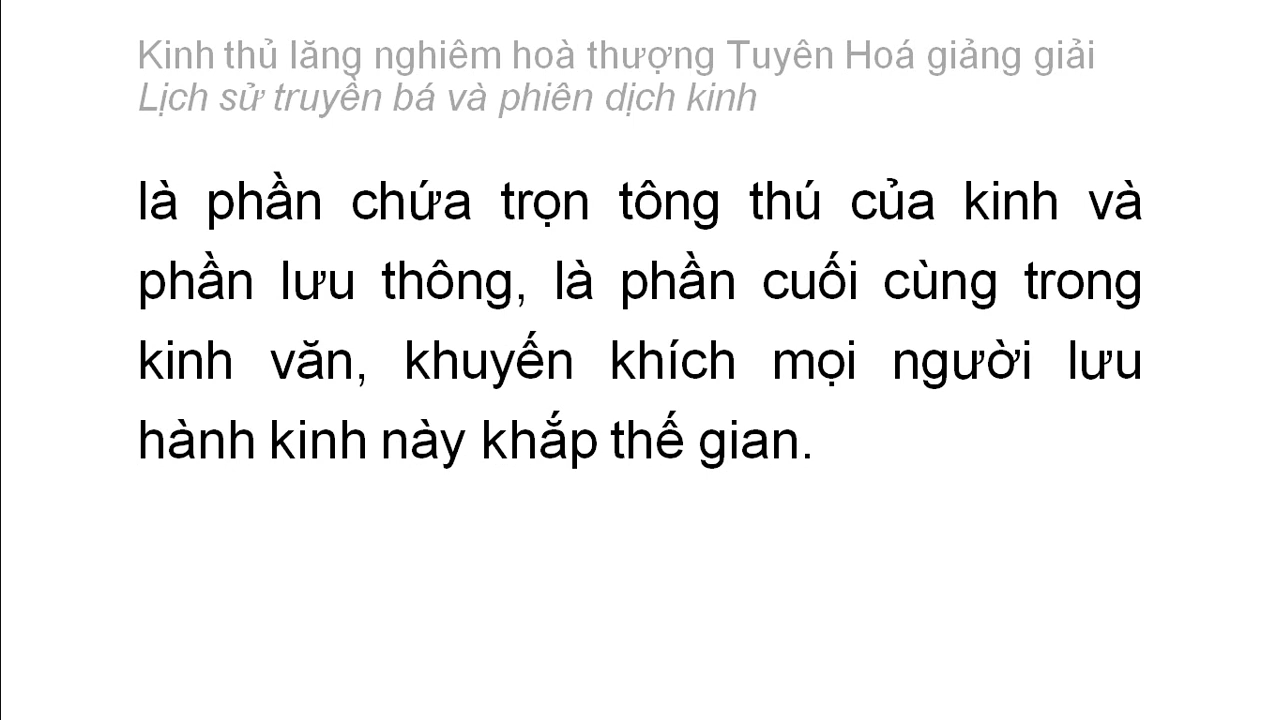 Kinh thủ lăng nghiêm hoà thượng Tuyên Hoá giảng giải
Lịch sử truyền bá và phiên dịch kinh
là phần chứa trọn tông thú của kinh và
phần lưu thông, là phần cuối cùng trong
kinh văn, khuyến khích mọi người lưu
hành kinh này khắp thế gian.